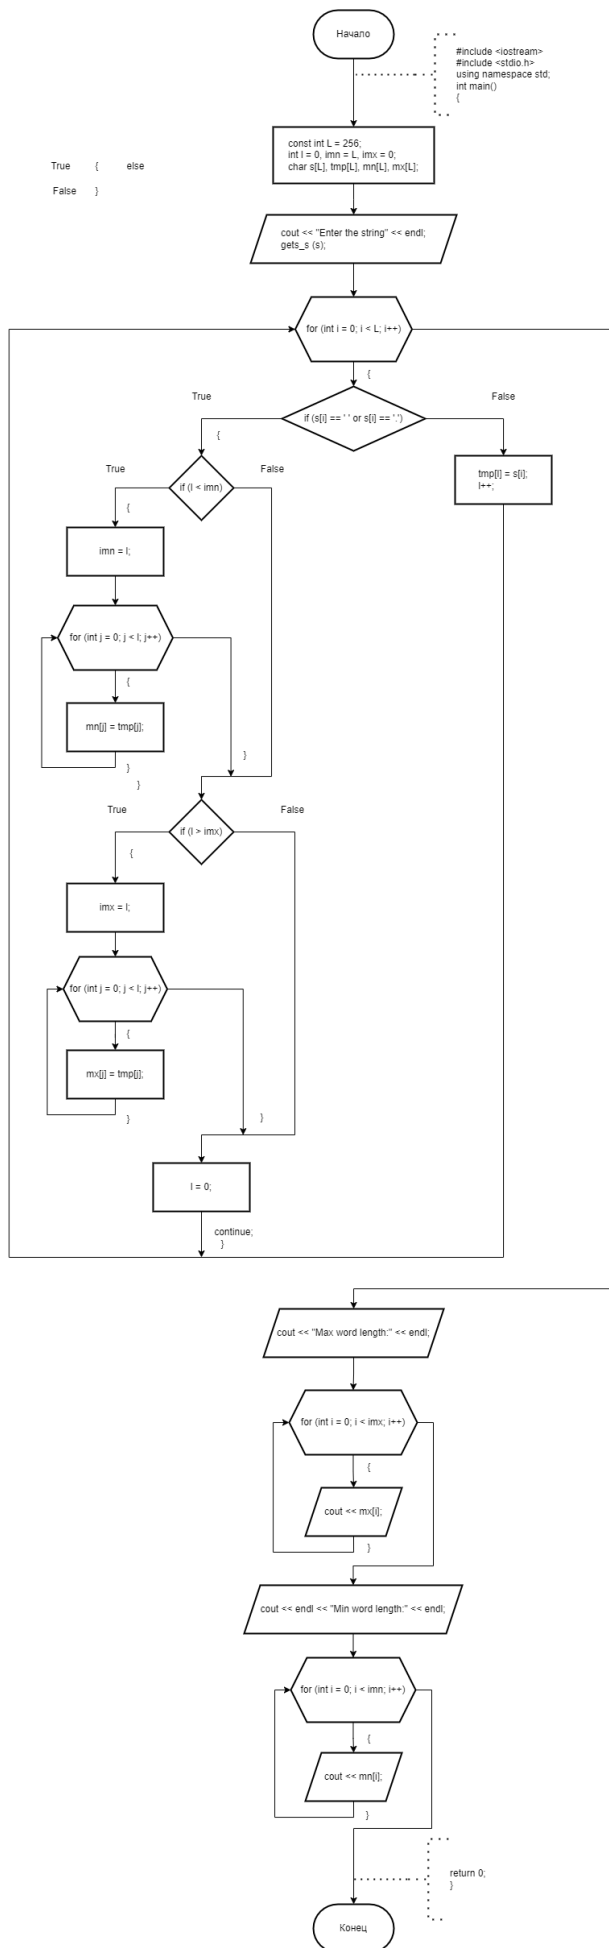 Начало
#include <iostream>
#include <stdio.h>
using namespace std;
int main()
{
const int L = 256;
int l = 0, imn = L, imx = 0;
char s[L], tmp[L], mn[L], mx[L];
True { else
False }
cout << "Enter the string" << endl;
gets_s (s);
for (int i = 0; i < L; i++)
{
True
False
if (s[i] == ' ' or s[i] == '.')
{
True
False
if (l < imn)
tmp[l] = s[i];
l++;
{
imn = l;
for (int j = 0; j < l; j++)
{
mn[j] = tmp[j];
}
}
}
True
False
if (l > imx)
{
imx = l;
for (int j = 0; j < l; j++)
{
mx[j] = tmp[j];
}
}
l = 0;
continue;
}
cout << "Max word length:" << endl;
for (int i = 0; i < imx; i++)
{
cout << mx[i];
}
cout << endl << "Min word length:" << endl;
for (int i = 0; i < imn; i++)
{
cout << mn[i];
}
return 0;
}
Конец